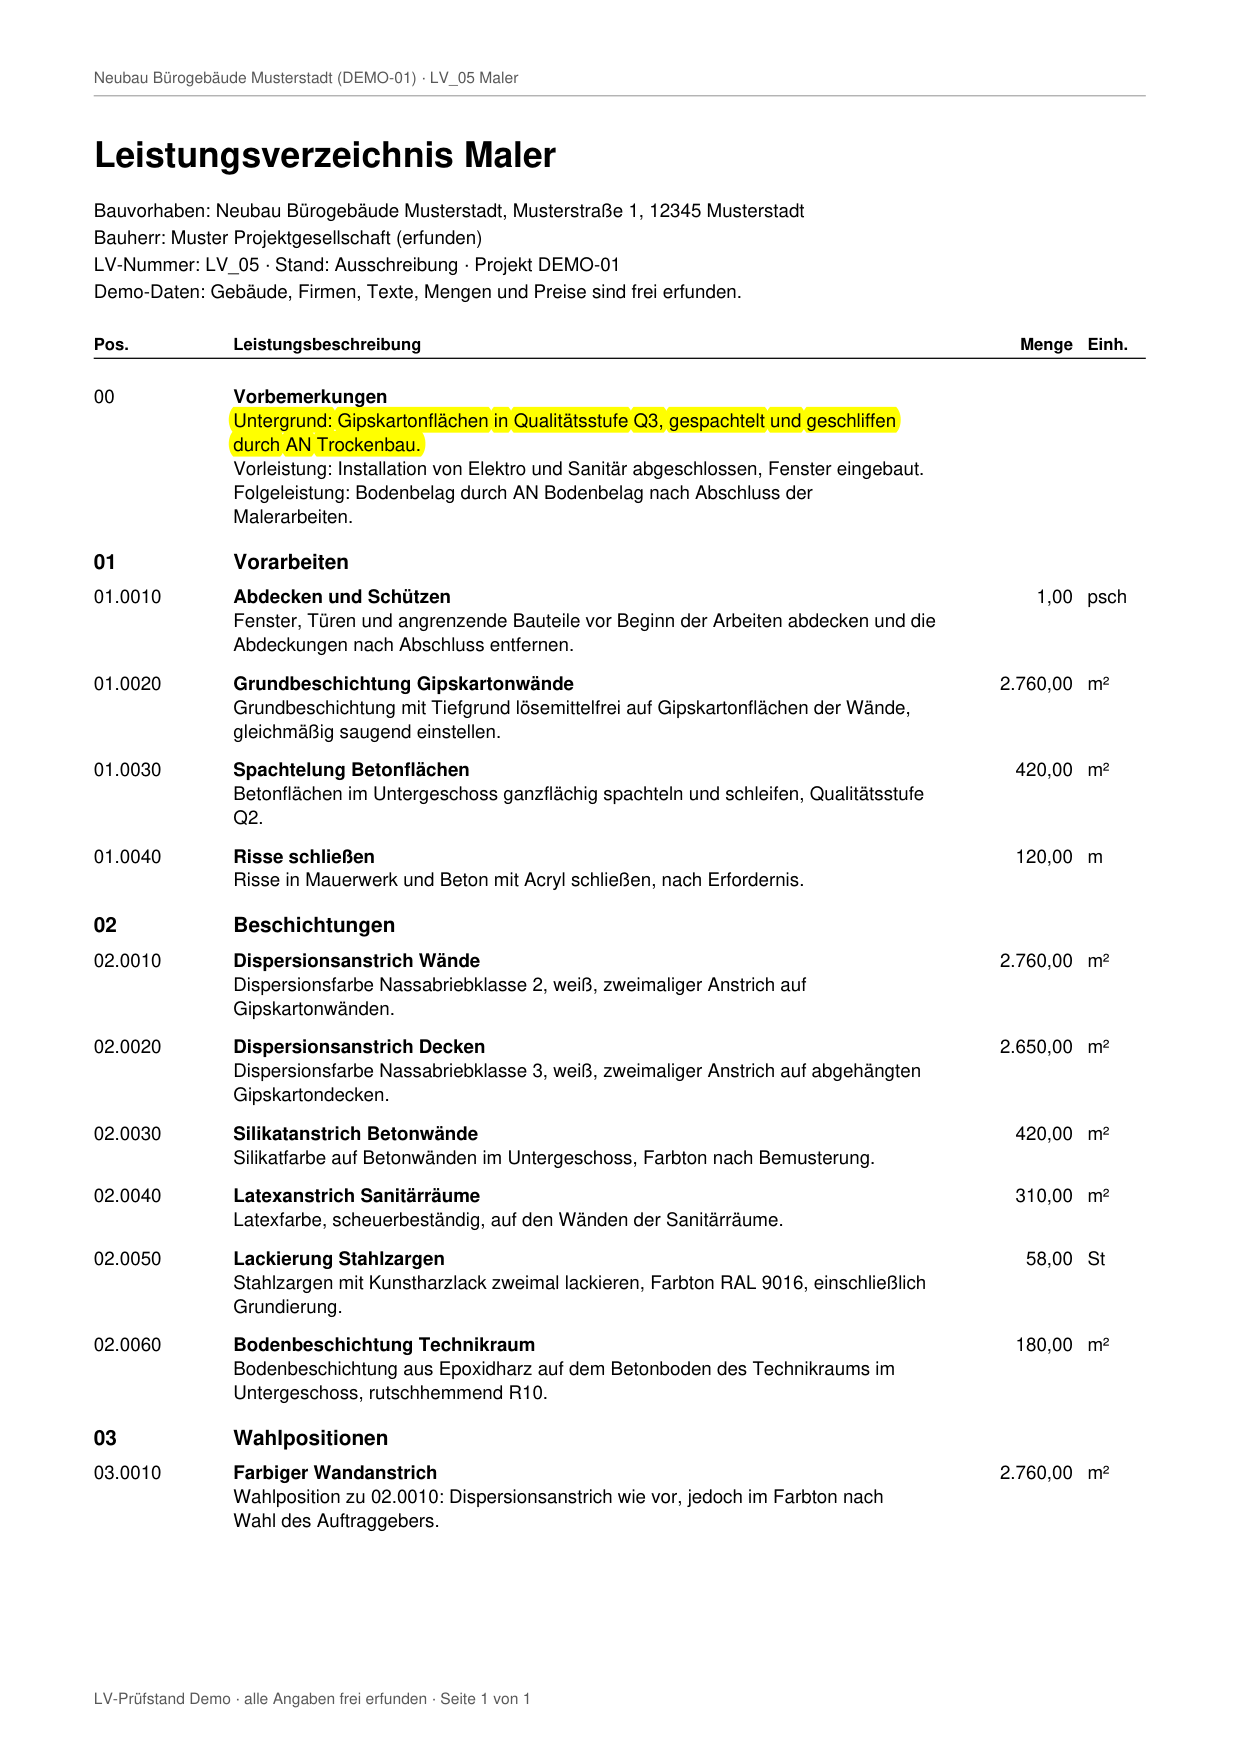 Neubau Bürogebäude Musterstadt (DEMO-01) · LV_05 Maler
Leistungsverzeichnis Maler
Bauvorhaben: Neubau Bürogebäude Musterstadt, Musterstraße 1, 12345 Musterstadt
Bauherr: Muster Projektgesellschaft (erfunden)
LV-Nummer: LV_05 · Stand: Ausschreibung · Projekt DEMO-01
Demo-Daten: Gebäude, Firmen, Texte, Mengen und Preise sind frei erfunden.
Pos. Leistungsbeschreibung Menge Einh.
00 Vorbemerkungen
Untergrund: Gipskartonflächen in Qualitätsstufe Q3, gespachtelt und geschliffen
durch AN Trockenbau.
Vorleistung: Installation von Elektro und Sanitär abgeschlossen, Fenster eingebaut.
Folgeleistung: Bodenbelag durch AN Bodenbelag nach Abschluss der
Malerarbeiten.
01 Vorarbeiten
01.0010 Abdecken und Schützen 1,00 psch
Fenster, Türen und angrenzende Bauteile vor Beginn der Arbeiten abdecken und die
Abdeckungen nach Abschluss entfernen.
01.0020 Grundbeschichtung Gipskartonwände 2.760,00 m²
Grundbeschichtung mit Tiefgrund lösemittelfrei auf Gipskartonflächen der Wände,
gleichmäßig saugend einstellen.
01.0030 Spachtelung Betonflächen 420,00 m²
Betonflächen im Untergeschoss ganzflächig spachteln und schleifen, Qualitätsstufe
Q2.
01.0040 Risse schließen 120,00 m
Risse in Mauerwerk und Beton mit Acryl schließen, nach Erfordernis.
02 Beschichtungen
02.0010 Dispersionsanstrich Wände 2.760,00 m²
Dispersionsfarbe Nassabriebklasse 2, weiß, zweimaliger Anstrich auf
Gipskartonwänden.
02.0020 Dispersionsanstrich Decken 2.650,00 m²
Dispersionsfarbe Nassabriebklasse 3, weiß, zweimaliger Anstrich auf abgehängten
Gipskartondecken.
02.0030 Silikatanstrich Betonwände 420,00 m²
Silikatfarbe auf Betonwänden im Untergeschoss, Farbton nach Bemusterung.
02.0040 Latexanstrich Sanitärräume 310,00 m²
Latexfarbe, scheuerbeständig, auf den Wänden der Sanitärräume.
02.0050 Lackierung Stahlzargen 58,00 St
Stahlzargen mit Kunstharzlack zweimal lackieren, Farbton RAL 9016, einschließlich
Grundierung.
02.0060 Bodenbeschichtung Technikraum 180,00 m²
Bodenbeschichtung aus Epoxidharz auf dem Betonboden des Technikraums im
Untergeschoss, rutschhemmend R10.
03 Wahlpositionen
03.0010 Farbiger Wandanstrich 2.760,00 m²
Wahlposition zu 02.0010: Dispersionsanstrich wie vor, jedoch im Farbton nach
Wahl des Auftraggebers.
LV-Prüfstand Demo · alle Angaben frei erfunden · Seite 1 von 1